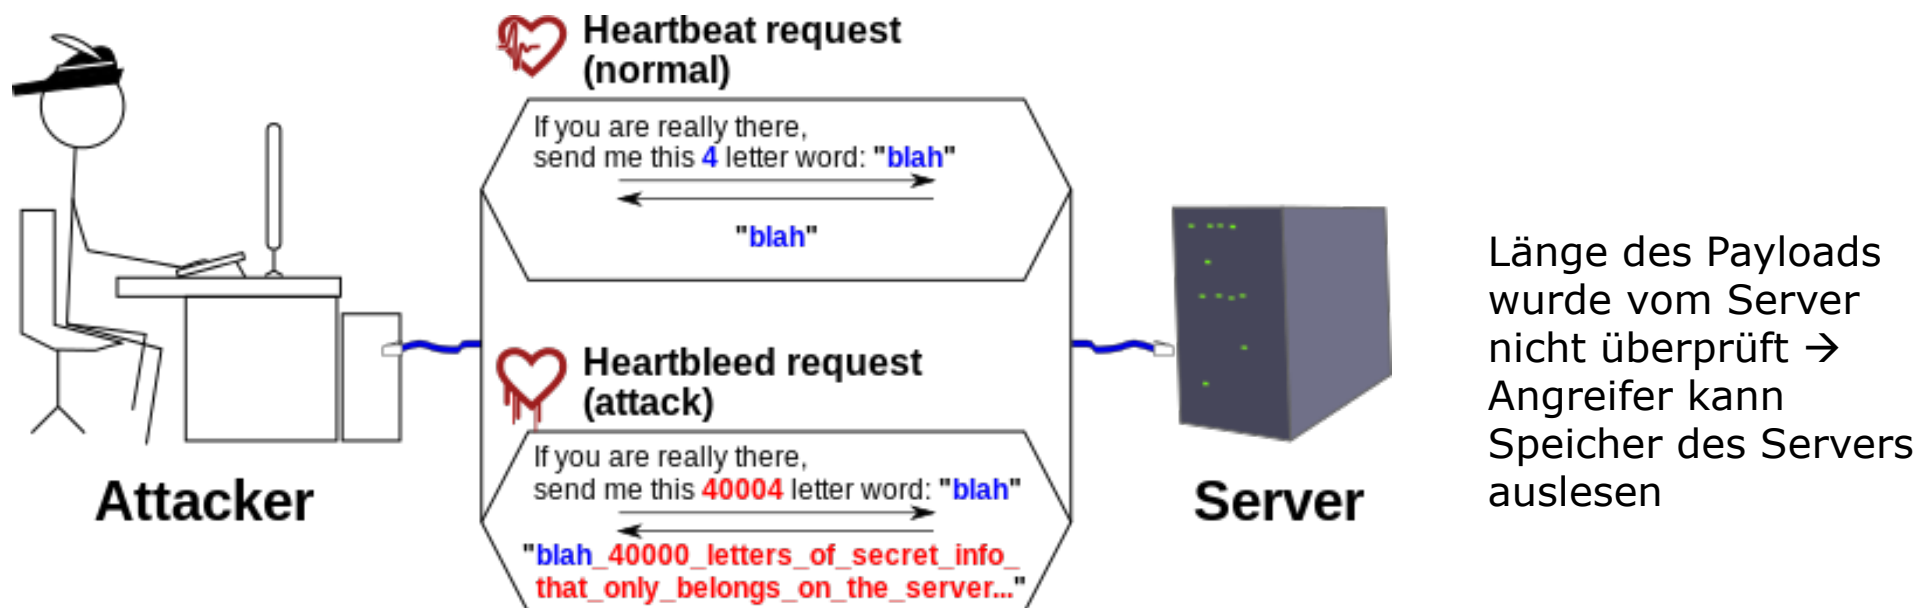 Heartbeat request
(normal)
If you are really there,
send me this 4 letter word: "blah"
"blah"
Heartbleed request
(attack)
If you are really there,
send me this 40004 letter word: "blah"
"blah_40000_letters_of_secret_info_
that_only_belongs_on_the_server..."
Attacker
Server
Länge des Payloads
wurde vom Server
nicht überprüft →
Angreifer kann
Speicher des Servers
auslesen